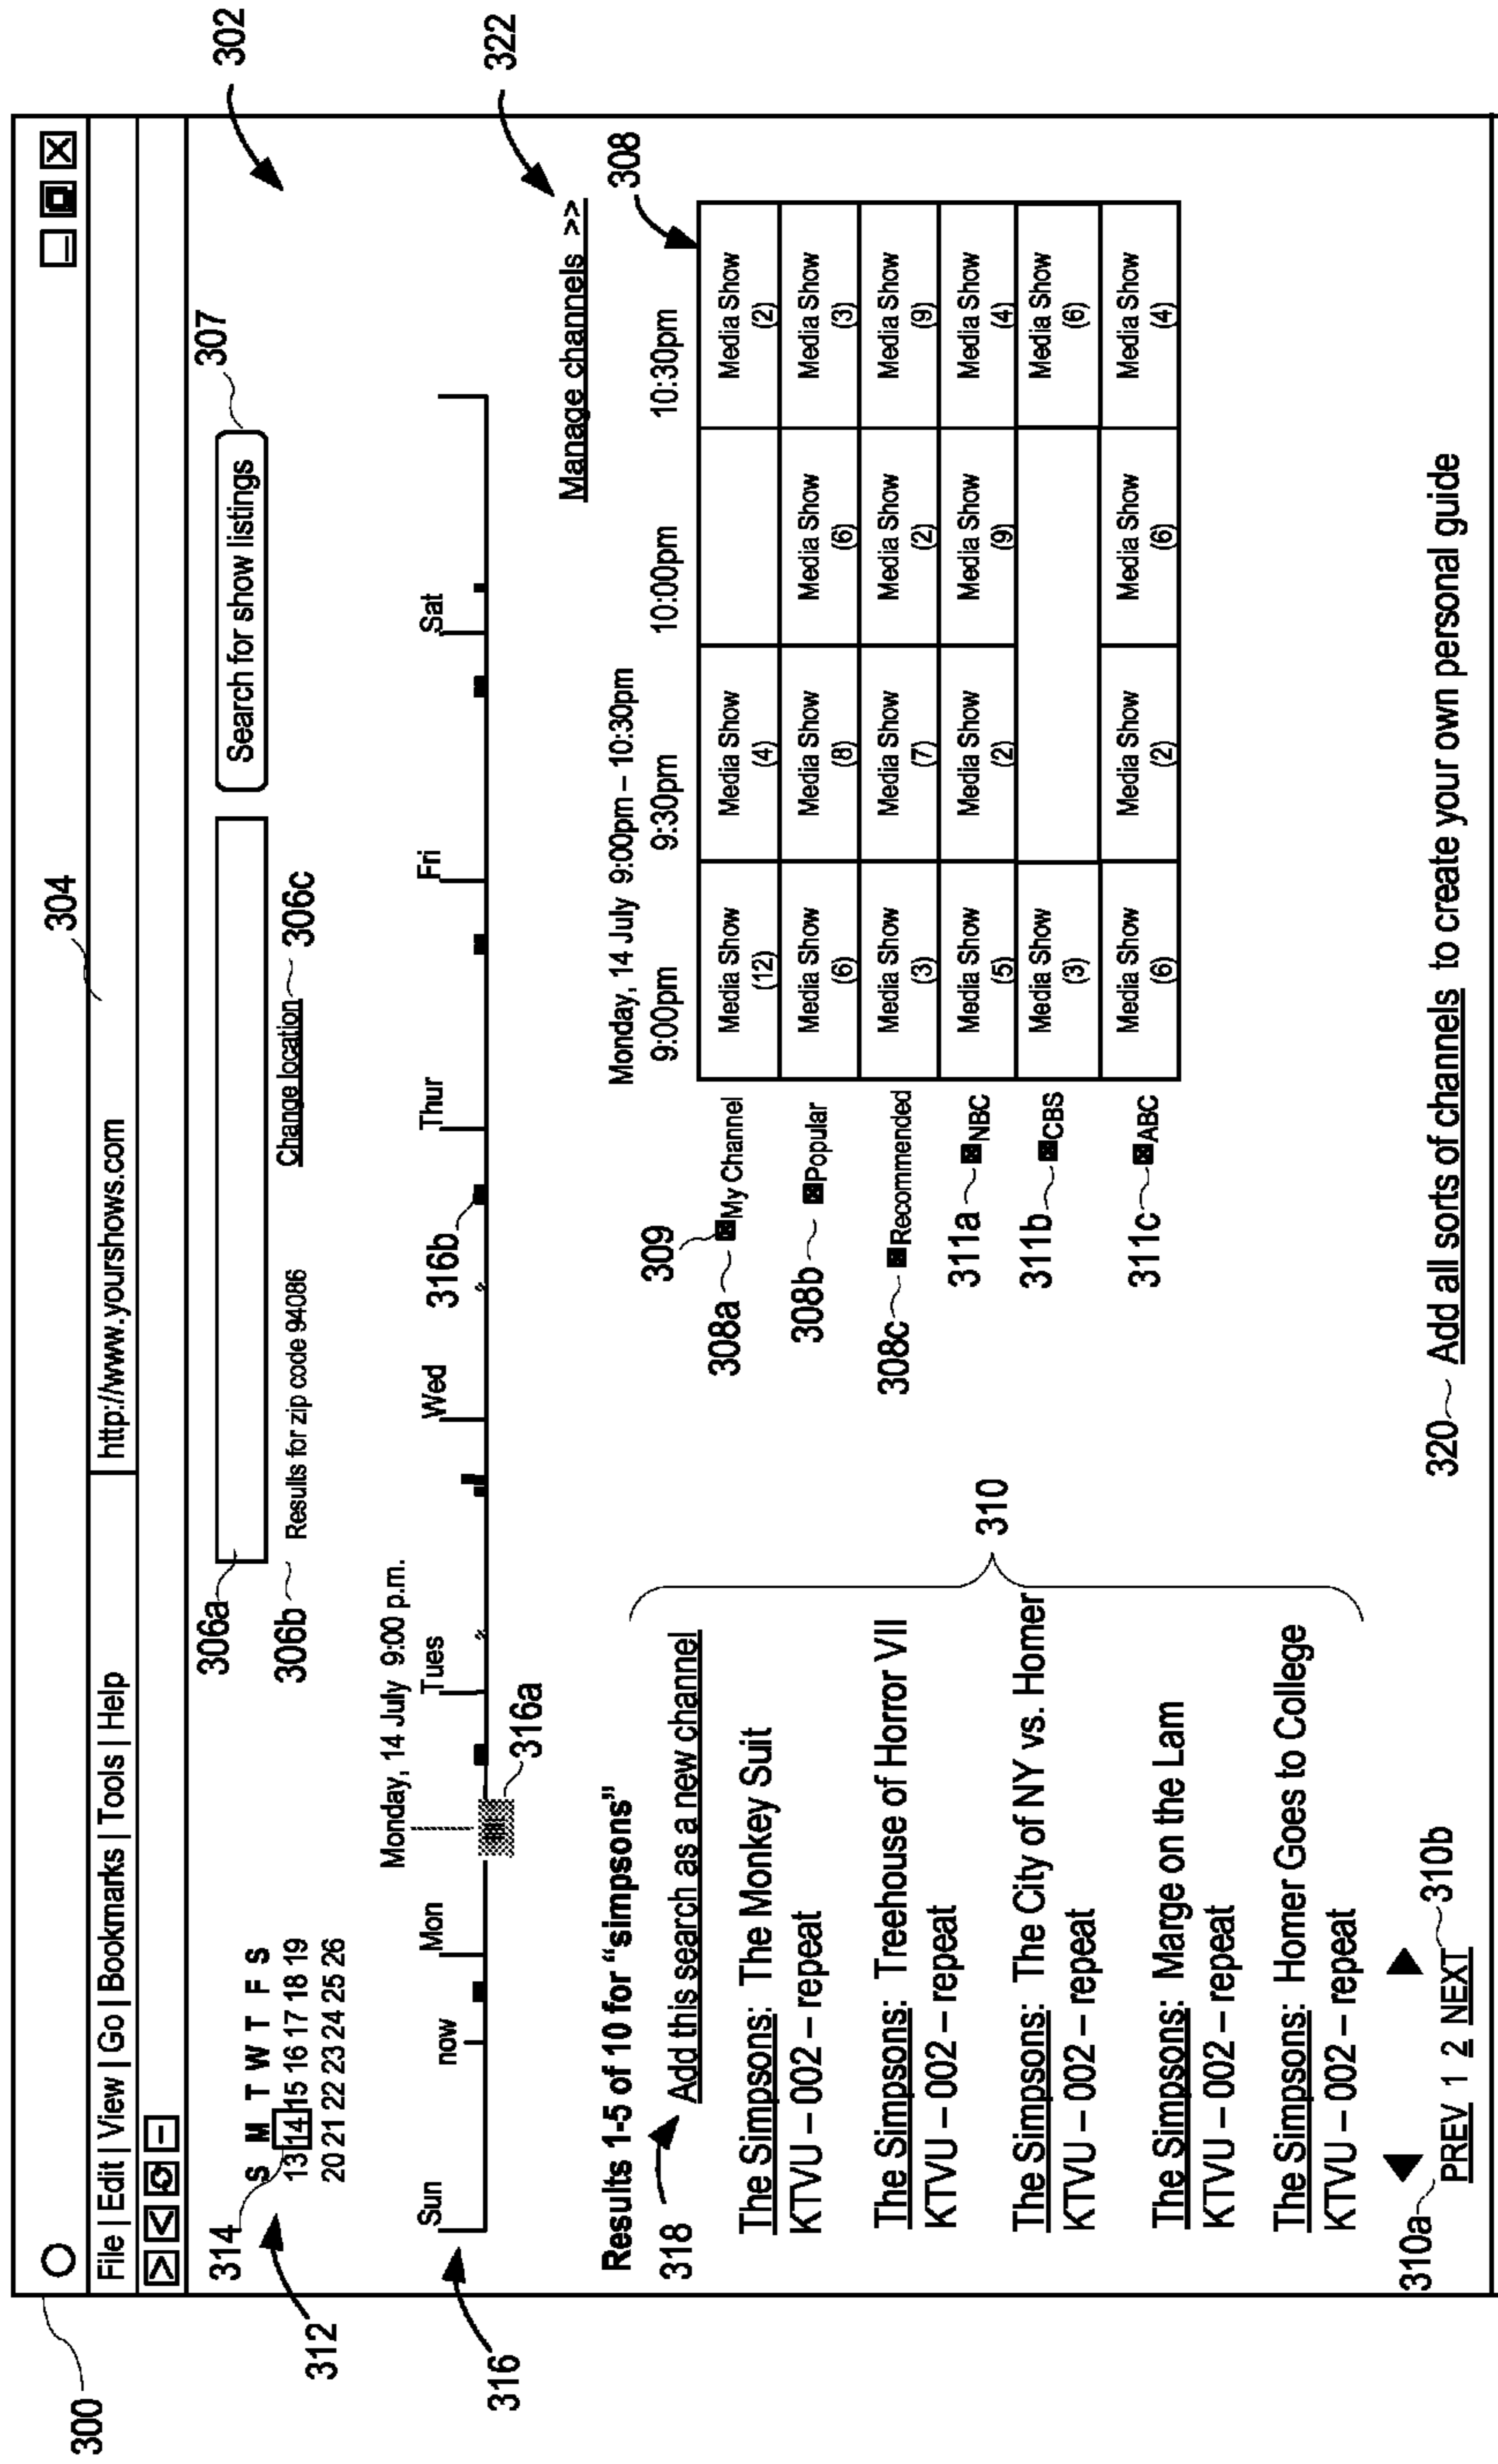 300
304
302
File | Edit | View | Go | Bookmarks | Tools | Help
http://www.yourshows.com
314
312
S M T W T F S
13 14 15 16 17 18 19
20 21 22 23 24 25 26
306a
Search for show listings
307
306b
Results for zip code 94086
Change location
306c
Monday, 14 July 9:00 p.m.
316
Sun
now
Mon
Tues
Wed
Thur
Fri
Sat
316a
316b
Manage channels >>
322
Results 1-5 of 10 for “simpsons”
318
Add this search as a new channel
The Simpsons: The Monkey Suit
KTVU – 002 – repeat
The Simpsons: Treehouse of Horror VII
KTVU – 002 – repeat
The Simpsons: The City of NY vs. Homer
KTVU – 002 – repeat
The Simpsons: Marge on the Lam
KTVU – 002 – repeat
The Simpsons: Homer Goes to College
KTVU – 002 – repeat
310
310a
PREV 1 2 NEXT
310b
Monday, 14 July 9:00pm – 10:30pm
308
9:00pm 9:30pm 10:00pm 10:30pm
309
308a
My Channel
Media Show (12)
Media Show (4)
Media Show (2)
308b
Popular
Media Show (6)
Media Show (8)
Media Show (6)
Media Show (3)
308c
Recommended
Media Show (3)
Media Show (7)
Media Show (2)
Media Show (9)
311a
NBC
Media Show (5)
Media Show (2)
Media Show (9)
Media Show (4)
311b
CBS
Media Show (3)
Media Show (6)
311c
ABC
Media Show (6)
Media Show (2)
Media Show (6)
Media Show (4)
320
Add all sorts of channels to create your own personal guide